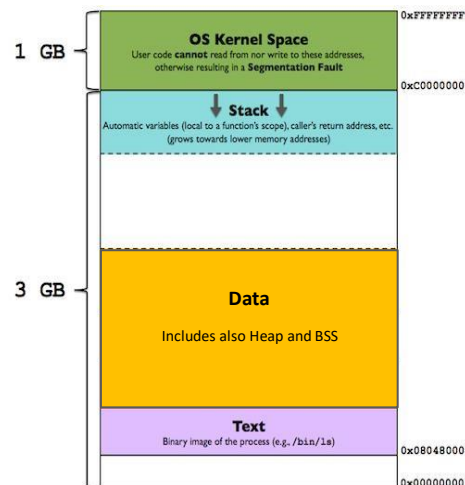 0xFFFFFFFF
OS Kernel Space
User code cannot read from nor write to these addresses,
otherwise resulting in a Segmentation Fault
1 GB
0xC0000000
Stack
Automatic variables (local to a function's scope), caller's return address, etc.
(grows towards lower memory addresses)
3 GB
Data
Includes also Heap and BSS
Text
Binary image of the process (e.g., /bin/ls)
0x08048000
0x00000000